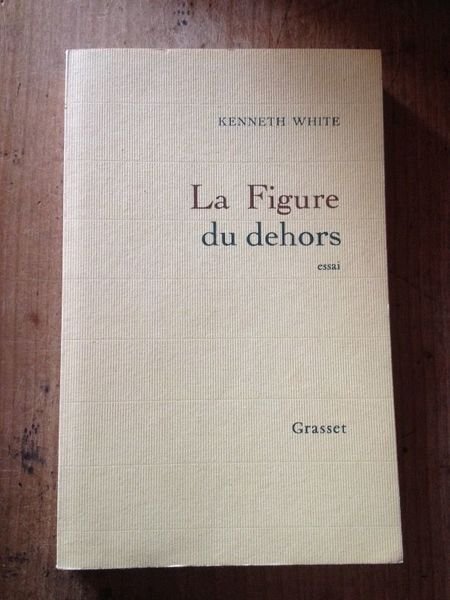 KENNETH WHITE
La Figure
du dehors
essai
Grasset